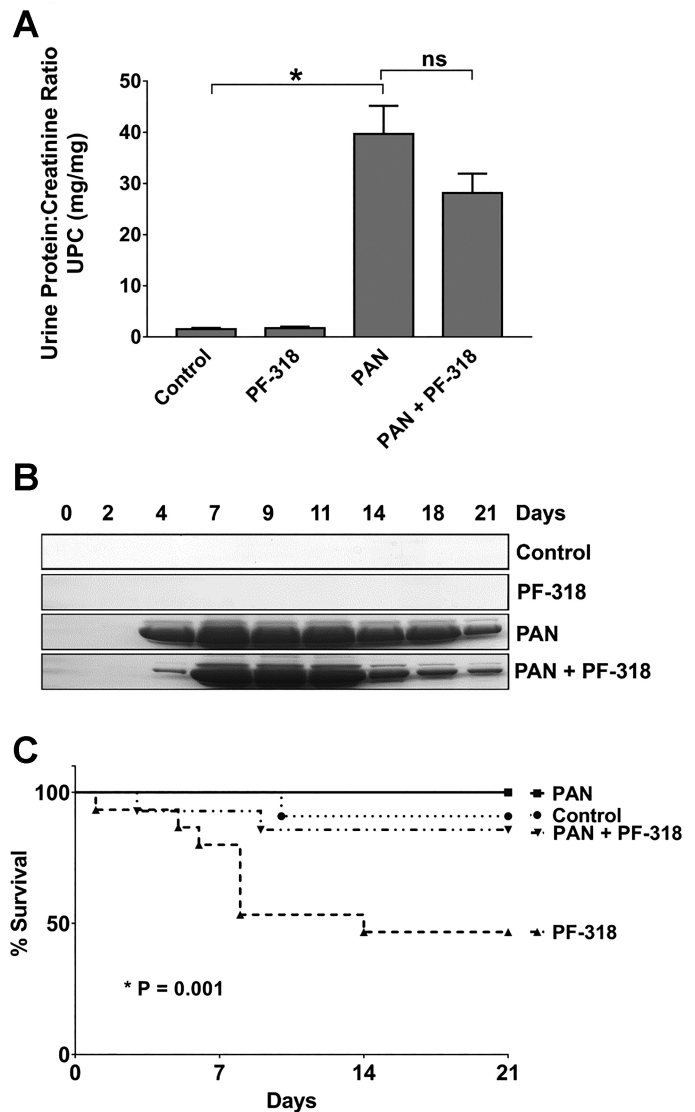 A
Urine Protein:Creatinine Ratio
UPC (mg/mg)
50
40
30
20
10
0
*
ns
Control
PF-318
PAN
PAN + PF-318
B
0 2 4 7 9 11 14 18 21 Days
Control
PF-318
PAN
PAN + PF-318
C
% Survival
100
50
0
PAN
Control
PAN + PF-318
PF-318
* P = 0.001
0 7 14 21
Days